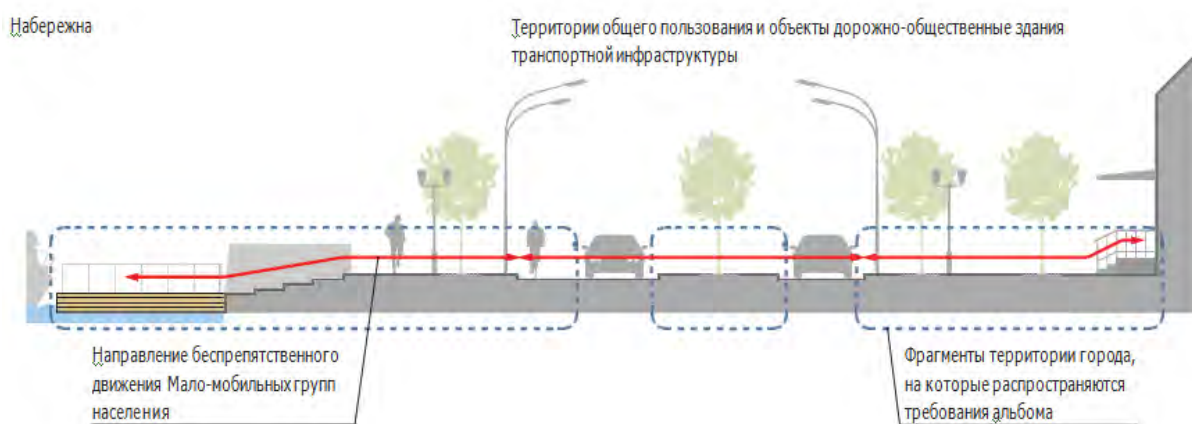 Набережна
Территории общего пользования и объекты дорожно-общественные здания
транспортной инфраструктуры
Направление беспрепятственного
движения Мало-мобильных групп
населения
Фрагменты территории города,
на которые распространяются
требования альбома